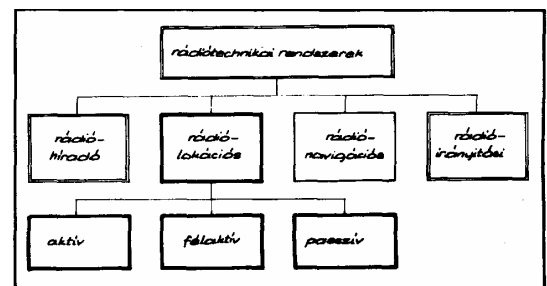 rádiótechnikai rendszerek
rádió-
híradó
rádió-
lokációs
rádió-
navigációs
rádió-
irányítási
aktív
félaktív
passzív